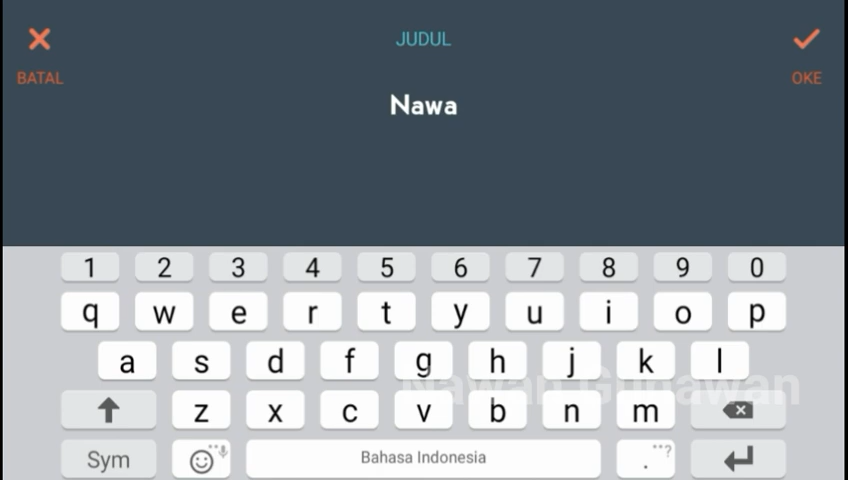 JUDUL
BATAL
OKE
Nawa
1 2 3 4 5 6 7 8 9 0
q w e r t y u i o p
a s d f g h j k l
Nawan Gunawan
z x c v b n m
Sym
Bahasa Indonesia
. ?